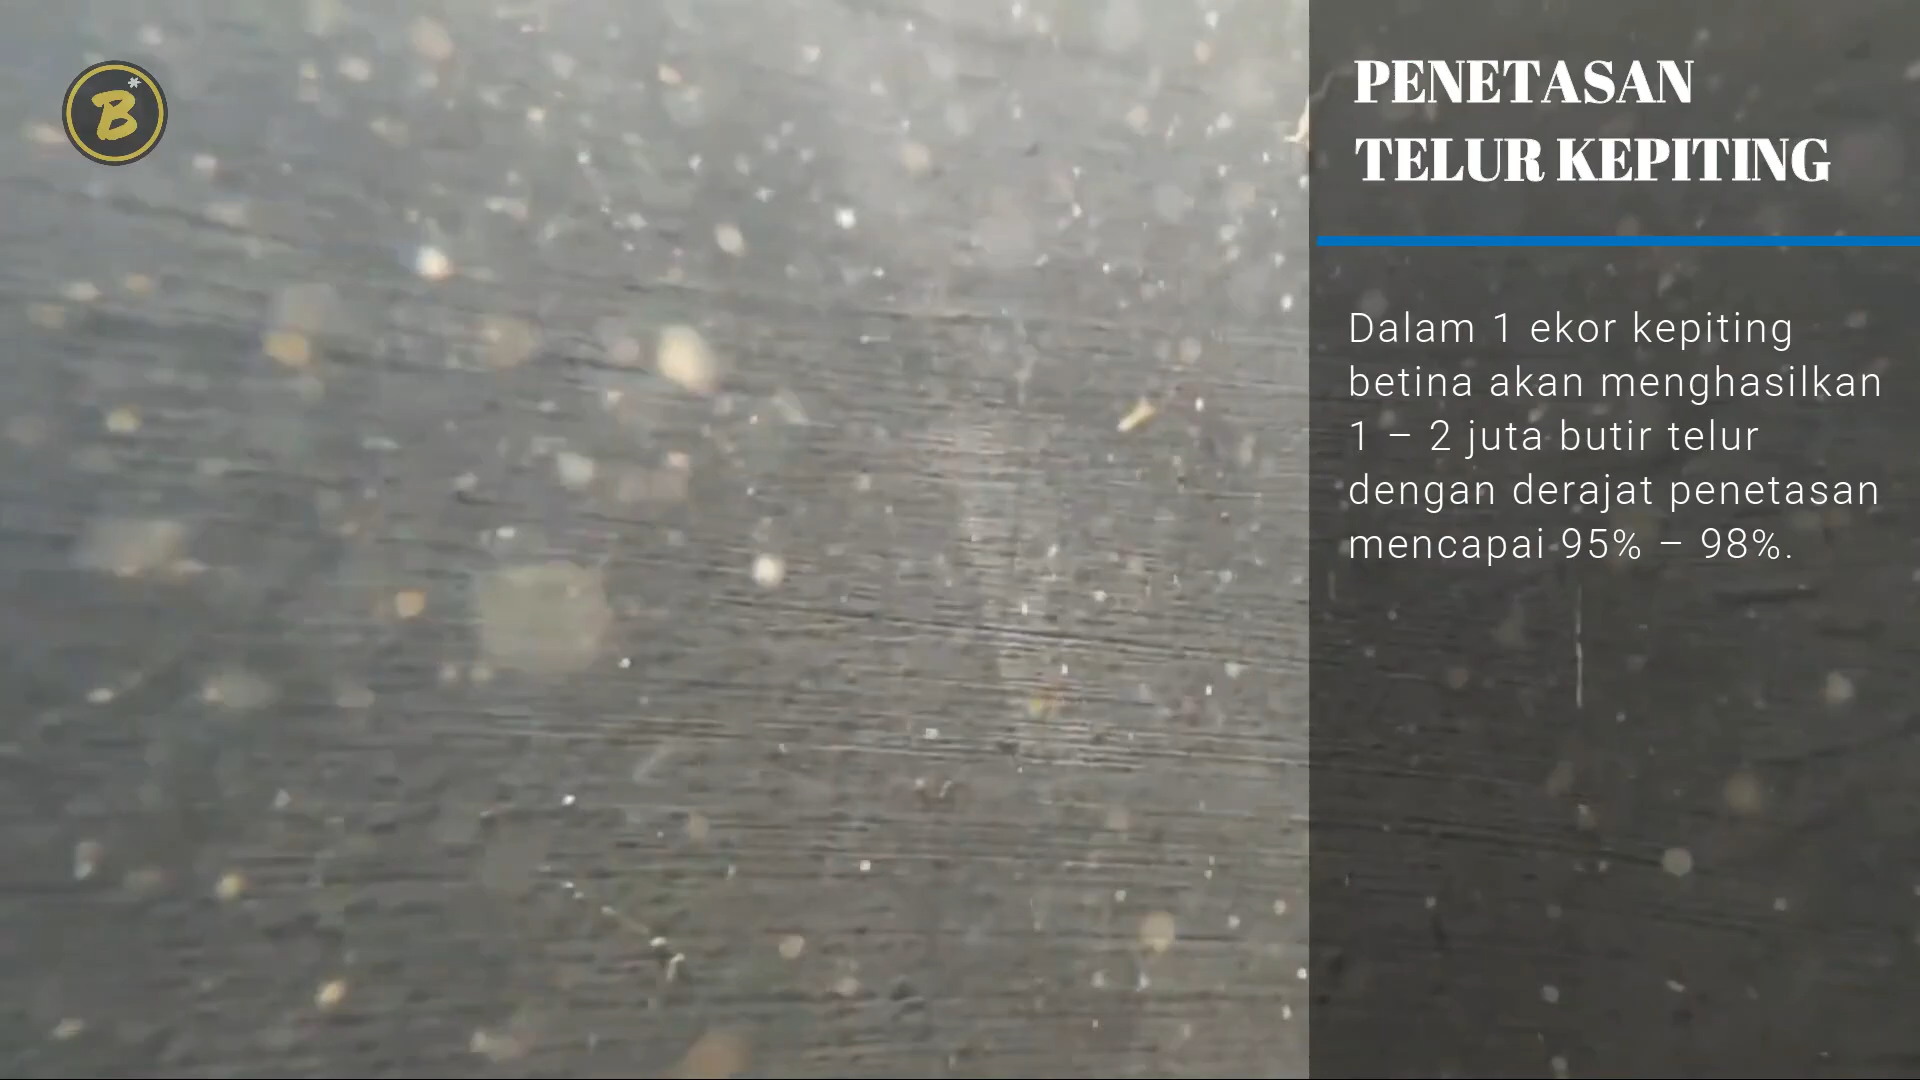 B*
PENETASAN
TELUR KEPITING
Dalam 1 ekor kepiting
betina akan menghasilkan
1 – 2 juta butir telur
dengan derajat penetasan
mencapai 95% – 98%.